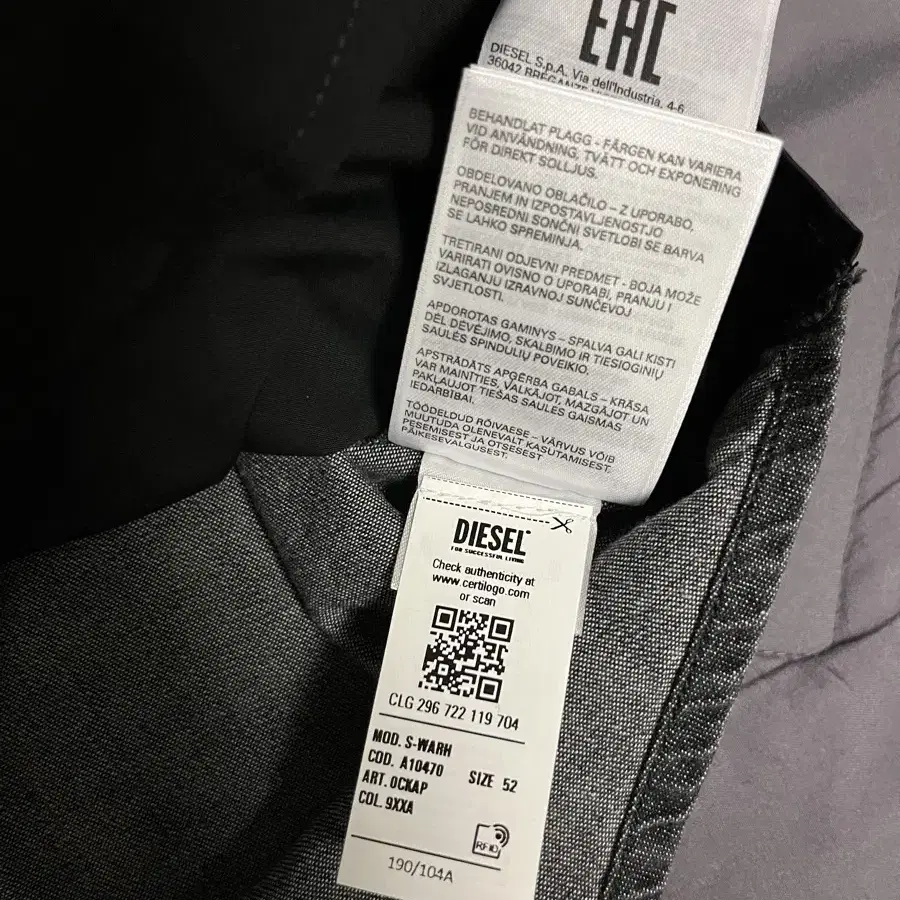 EAC
DIESEL S.p.A. Via dell'Industria, 4-6
36042 BREGANZE
BEHANDLAT PLAGG - FÄRGEN KAN VARIERA
VID ANVÄNDNING, TVÄTT OCH EXPONERING
FÖR DIREKT SOLLJUS.
OBDELOVANO OBLAČILO – Z UPORABO,
PRANJEM IN IZPOSTAVLJENOSTJO
NEPOSREDNI SONČNI SVETLOBI SE BARVA
SE LAHKO SPREMINJA.
TRETIRANI ODJEVNI PREDMET - BOJA MOŽE
VARIRATI OVISNO O UPORABI, PRANJU I
IZLAGANJU IZRAVNOJ SUNČEVOJ
SVJETLOSTI.
APDOROTAS GAMINYS – SPALVA GALI KISTI
DĖL DEVĖJIMO, SKALBIMO IR TIESIOGINIŲ
SAULĖS SPINDULIŲ POVEIKIO.
APSTRĀDĀTS APĢĒRBA GABALS – KRĀSA
VAR MAINĪTIES, VALKĀJOT, MAZGĀJOT UN
PAKĻAUJOT TIEŠAS SAULES GAISMAS
IEDARBĪBAI.
TÖÖDELDUD RÕIVAESE – VÄRVUS VÕIB
MUUTUDA OLENEVALT KASUTAMISEST,
PESEMISEST JA OTSESEST
PÄIKESEVALGUSEST.
DIESEL
FOR SUCCESSFUL LIVING
Check authenticity at
www.certilogo.com
or scan
CLG 296 722 119 704
MOD. S-WARH
COD. A10470 SIZE 52
ART. 0CKAP
COL. 9XXA
RFID
190/104A